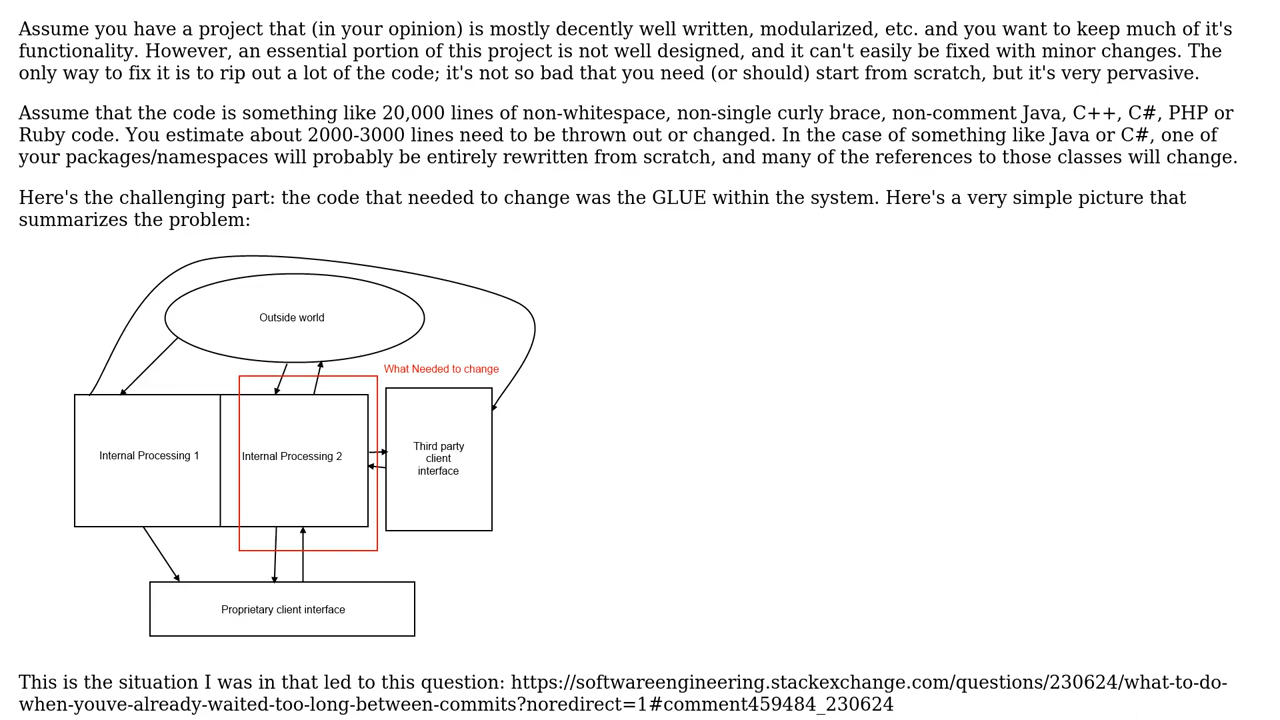 Assume you have a project that (in your opinion) is mostly decently well written, modularized, etc. and you want to keep much of it's
functionality. However, an essential portion of this project is not well designed, and it can't easily be fixed with minor changes. The
only way to fix it is to rip out a lot of the code; it's not so bad that you need (or should) start from scratch, but it's very pervasive.
Assume that the code is something like 20,000 lines of non-whitespace, non-single curly brace, non-comment Java, C++, C#, PHP or
Ruby code. You estimate about 2000-3000 lines need to be thrown out or changed. In the case of something like Java or C#, one of
your packages/namespaces will probably be entirely rewritten from scratch, and many of the references to those classes will change.
Here's the challenging part: the code that needed to change was the GLUE within the system. Here's a very simple picture that
summarizes the problem:
Outside world
What Needed to change
Internal Processing 1
Internal Processing 2
Third party
client
interface
Proprietary client interface
This is the situation I was in that led to this question: https://softwareengineering.stackexchange.com/questions/230624/what-to-do-
when-youve-already-waited-too-long-between-commits?noredirect=1#comment459484_230624